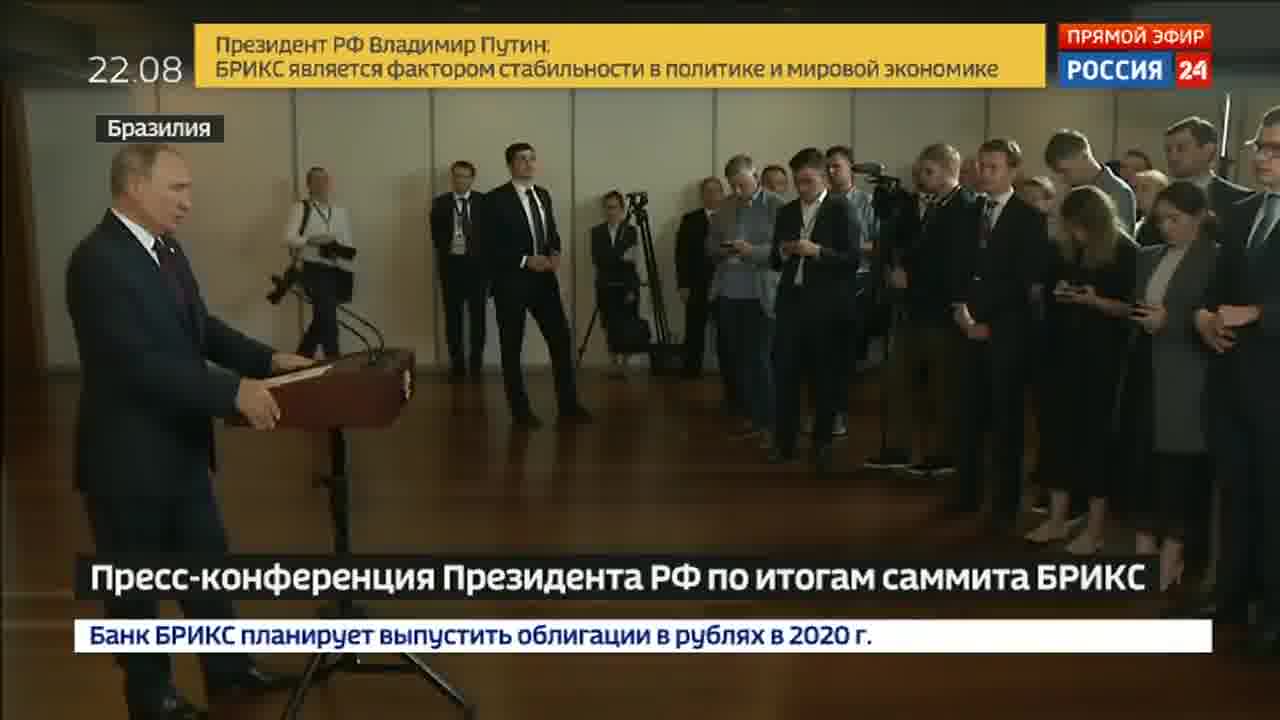 22.08
Президент РФ Владимир Путин:
БРИКС является фактором стабильности в политике и мировой экономике
ПРЯМОЙ ЭФИР
РОССИЯ 24
Бразилия
Пресс-конференция Президента РФ по итогам саммита БРИКС
Банк БРИКС планирует выпустить облигации в рублях в 2020 г.